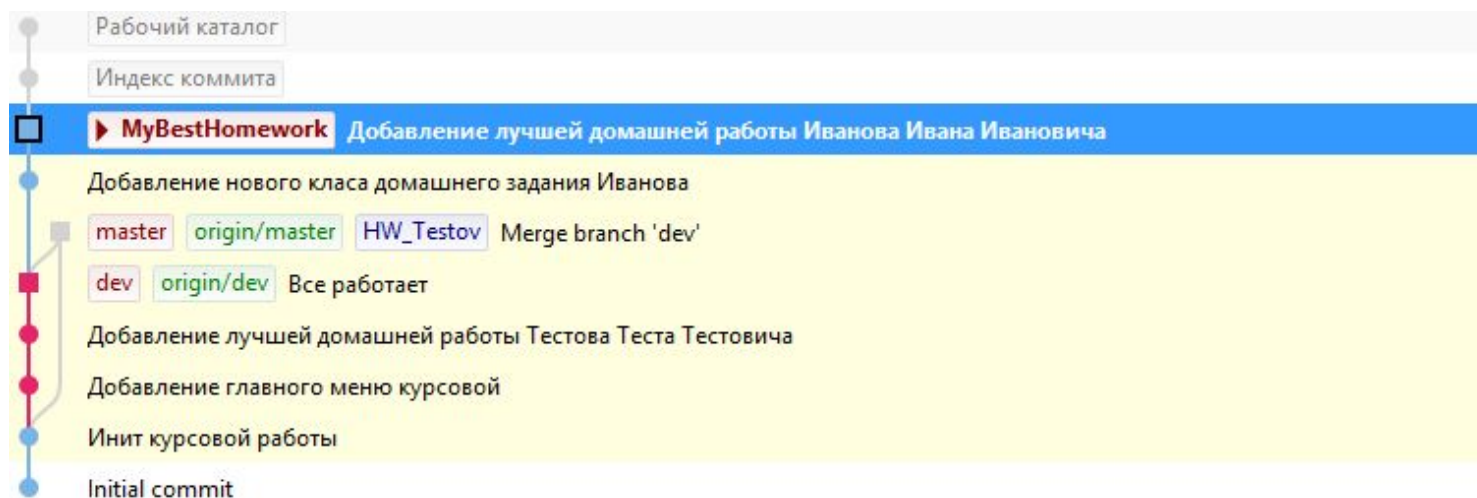 Рабочий каталог
Индекс коммита
MyBestHomework Добавление лучшей домашней работы Иванова Ивана Ивановича
Добавление нового класа домашнего задания Иванова
master origin/master HW_Testov Merge branch 'dev'
dev origin/dev Все работает
Добавление лучшей домашней работы Тестова Теста Тестовича
Добавление главного меню курсовой
Инит курсовой работы
Initial commit